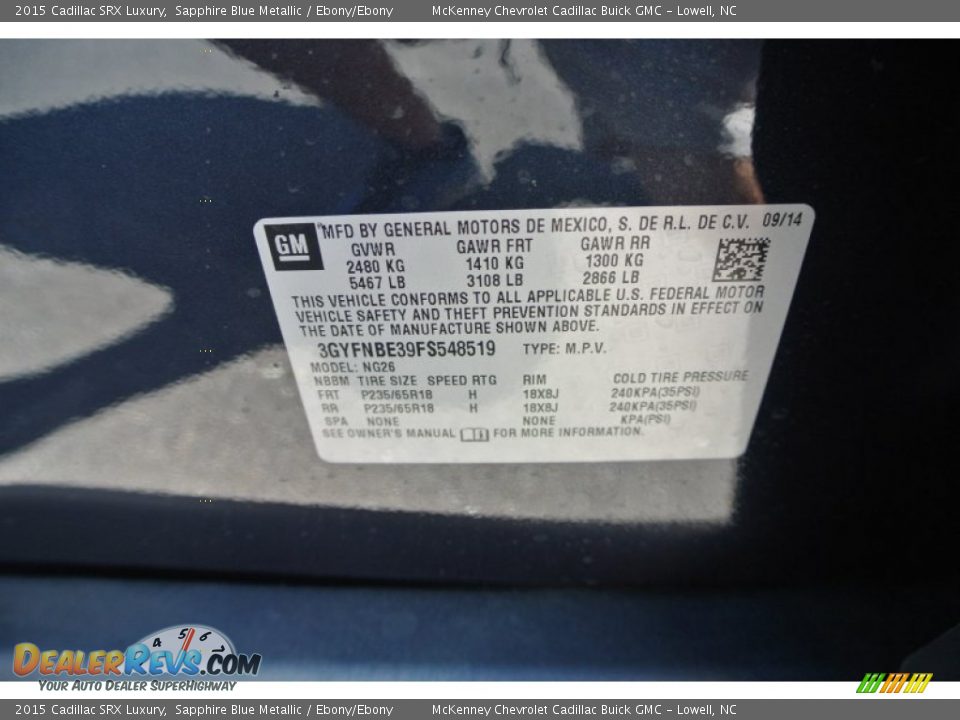 2015 Cadillac SRX Luxury, Sapphire Blue Metallic / Ebony/Ebony McKenney Chevrolet Cadillac Buick GMC - Lowell, NC
GM
MFD BY GENERAL MOTORS DE MEXICO, S. DE R.L. DE C.V. 09/14
GVWR GAWR FRT GAWR RR
2480 KG 1410 KG 1300 KG
5467 LB 3108 LB 2866 LB
THIS VEHICLE CONFORMS TO ALL APPLICABLE U.S. FEDERAL MOTOR
VEHICLE SAFETY AND THEFT PREVENTION STANDARDS IN EFFECT ON
THE DATE OF MANUFACTURE SHOWN ABOVE.
3GYFNBE39FS548519 TYPE: M.P.V.
MODEL: NG26
NBBM TIRE SIZE SPEED RTG RIM COLD TIRE PRESSURE
FRT P235/65R18 H 18X8J 240KPA(35PSI)
RR P235/65R18 H 18X8J 240KPA(35PSI)
SPA NONE NONE KPA(PSI)
SEE OWNER'S MANUAL FOR MORE INFORMATION.
4 5 6
DEALERREVS.COM
YOUR AUTO DEALER SUPERHIGHWAY
2015 Cadillac SRX Luxury, Sapphire Blue Metallic / Ebony/Ebony McKenney Chevrolet Cadillac Buick GMC - Lowell, NC